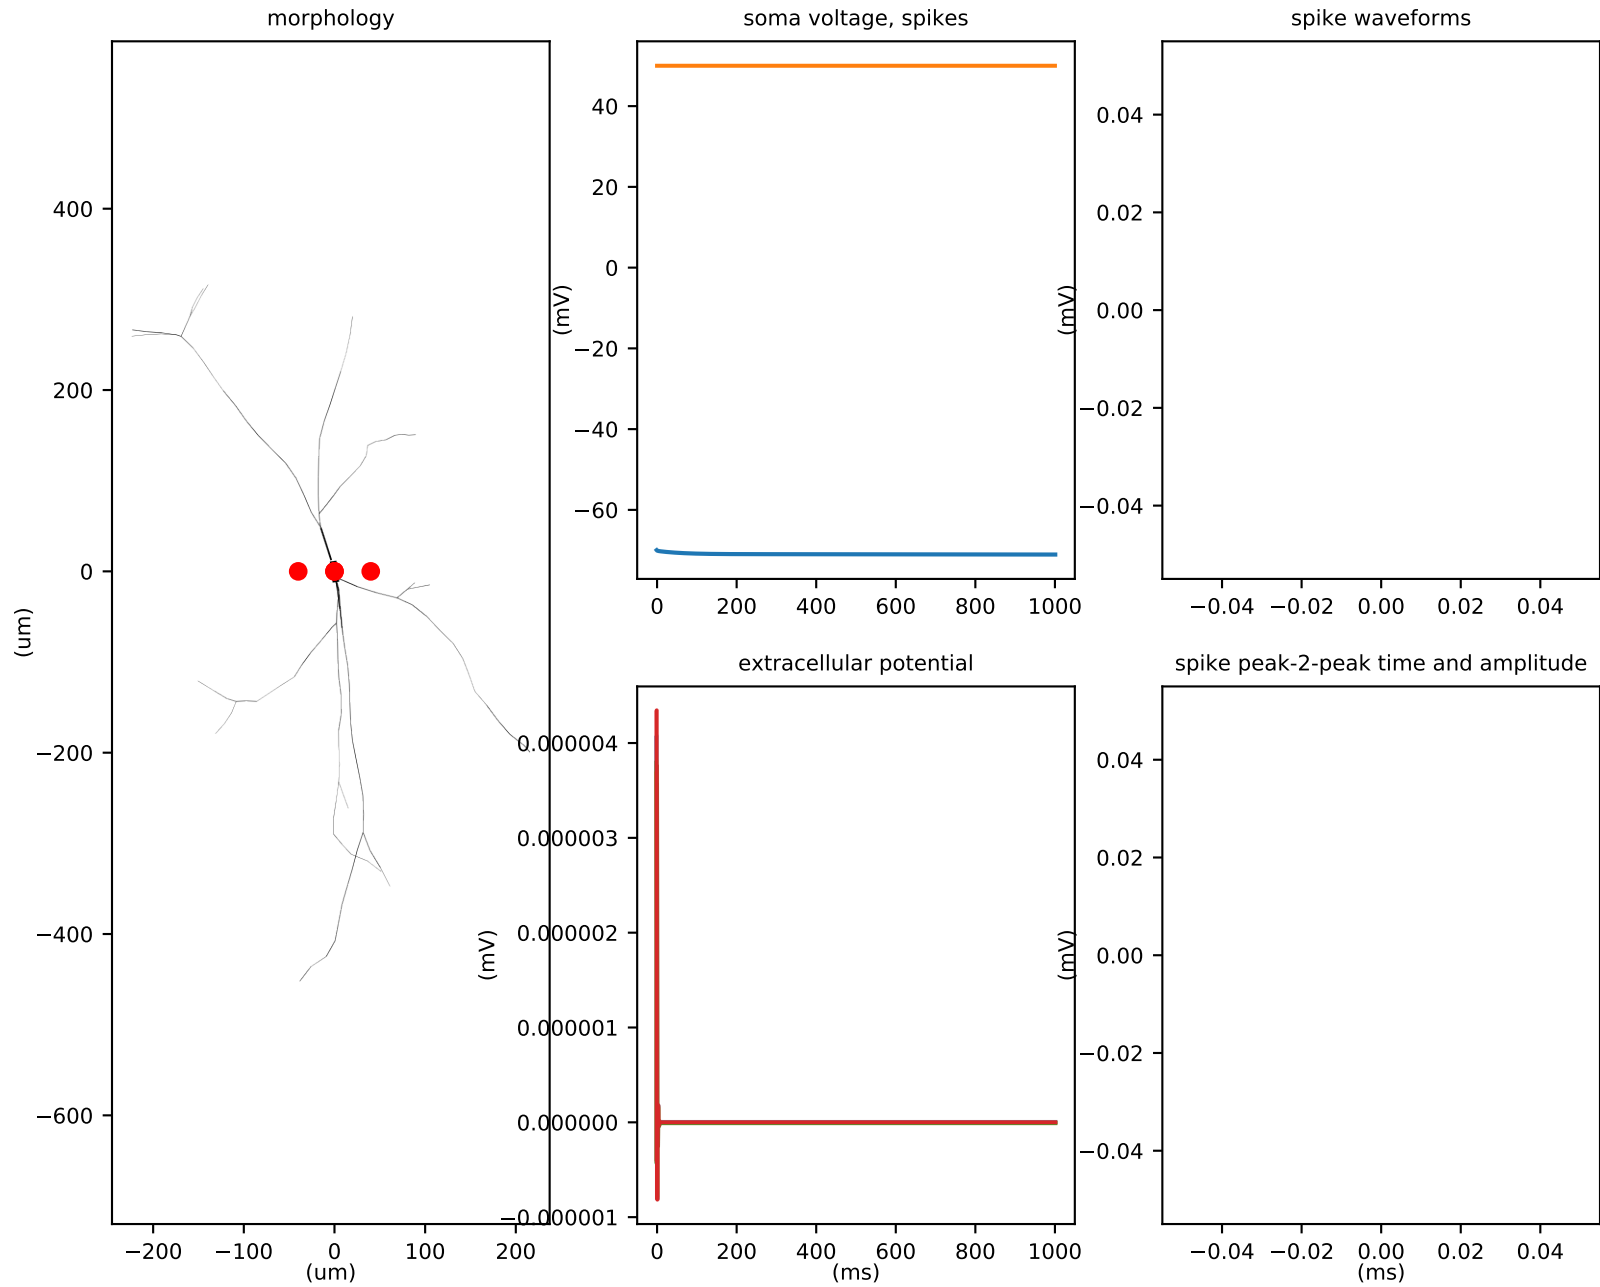 morphology
soma voltage, spikes
spike waveforms
400
200
0
−200
−400
−600
(um)
−200 −100 0 100 200
(um)
40
20
0
−20
−40
−60
(mV)
0 200 400 600 800 1000
0.04
0.02
0.00
−0.02
−0.04
(mV)
−0.04 −0.02 0.00 0.02 0.04
extracellular potential
0.000004
0.000003
0.000002
0.000001
0.000000
−0.000001
(mV)
0 200 400 600 800 1000
(ms)
spike peak-2-peak time and amplitude
0.04
0.02
0.00
−0.02
−0.04
(mV)
−0.04 −0.02 0.00 0.02 0.04
(ms)